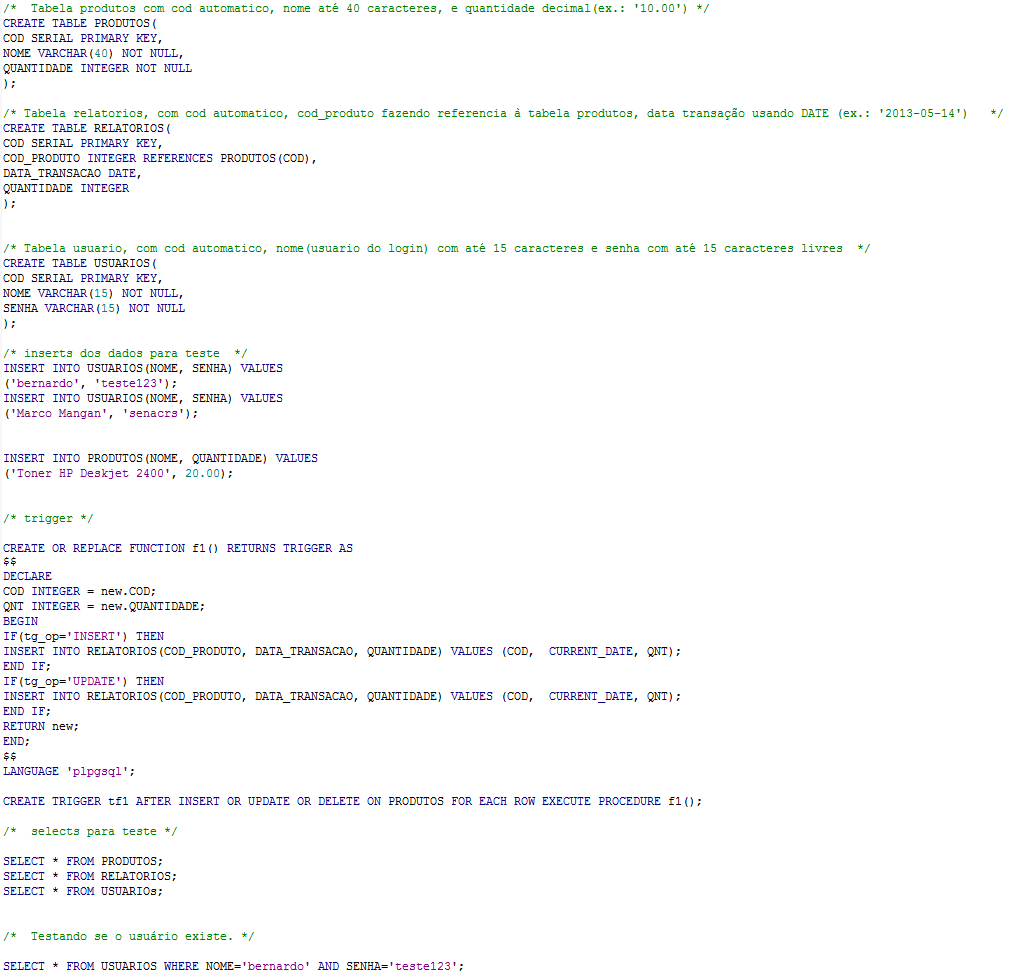 /*  Tabela produtos com cod automatico, nome até 40 caracteres, e quantidade decimal(ex.: '10.00') */
CREATE TABLE PRODUTOS(
COD SERIAL PRIMARY KEY,
NOME VARCHAR(40) NOT NULL,
QUANTIDADE INTEGER NOT NULL
);
/* Tabela relatorios, com cod automatico, cod_produto fazendo referencia à tabela produtos, data transação usando DATE (ex.: '2013-05-14')   */
CREATE TABLE RELATORIOS(
COD SERIAL PRIMARY KEY,
COD_PRODUTO INTEGER REFERENCES PRODUTOS(COD),
DATA_TRANSACAO DATE,
QUANTIDADE INTEGER
);
/* Tabela usuario, com cod automatico, nome(usuario do login) com até 15 caracteres e senha com até 15 caracteres livres  */
CREATE TABLE USUARIOS(
COD SERIAL PRIMARY KEY,
NOME VARCHAR(15) NOT NULL,
SENHA VARCHAR(15) NOT NULL
);
/* inserts dos dados para teste  */
INSERT INTO USUARIOS(NOME, SENHA) VALUES
('bernardo', 'teste123');
INSERT INTO USUARIOS(NOME, SENHA) VALUES
('Marco Mangan', 'senacrs');
INSERT INTO PRODUTOS(NOME, QUANTIDADE) VALUES
('Toner HP Deskjet 2400', 20.00);
/* trigger */
CREATE OR REPLACE FUNCTION f1() RETURNS TRIGGER AS
$$
DECLARE
COD INTEGER = new.COD;
QNT INTEGER = new.QUANTIDADE;
BEGIN
IF(tg_op='INSERT') THEN
INSERT INTO RELATORIOS(COD_PRODUTO, DATA_TRANSACAO, QUANTIDADE) VALUES (COD,  CURRENT_DATE, QNT);
END IF;
IF(tg_op='UPDATE') THEN
INSERT INTO RELATORIOS(COD_PRODUTO, DATA_TRANSACAO, QUANTIDADE) VALUES (COD,  CURRENT_DATE, QNT);
END IF;
RETURN new;
END;
$$
LANGUAGE 'plpgsql';
CREATE TRIGGER tf1 AFTER INSERT OR UPDATE OR DELETE ON PRODUTOS FOR EACH ROW EXECUTE PROCEDURE f1();
/*  selects para teste */
SELECT * FROM PRODUTOS;
SELECT * FROM RELATORIOS;
SELECT * FROM USUARIOs;
/*  Testando se o usuário existe. */
SELECT * FROM USUARIOS WHERE NOME='bernardo' AND SENHA='teste123';